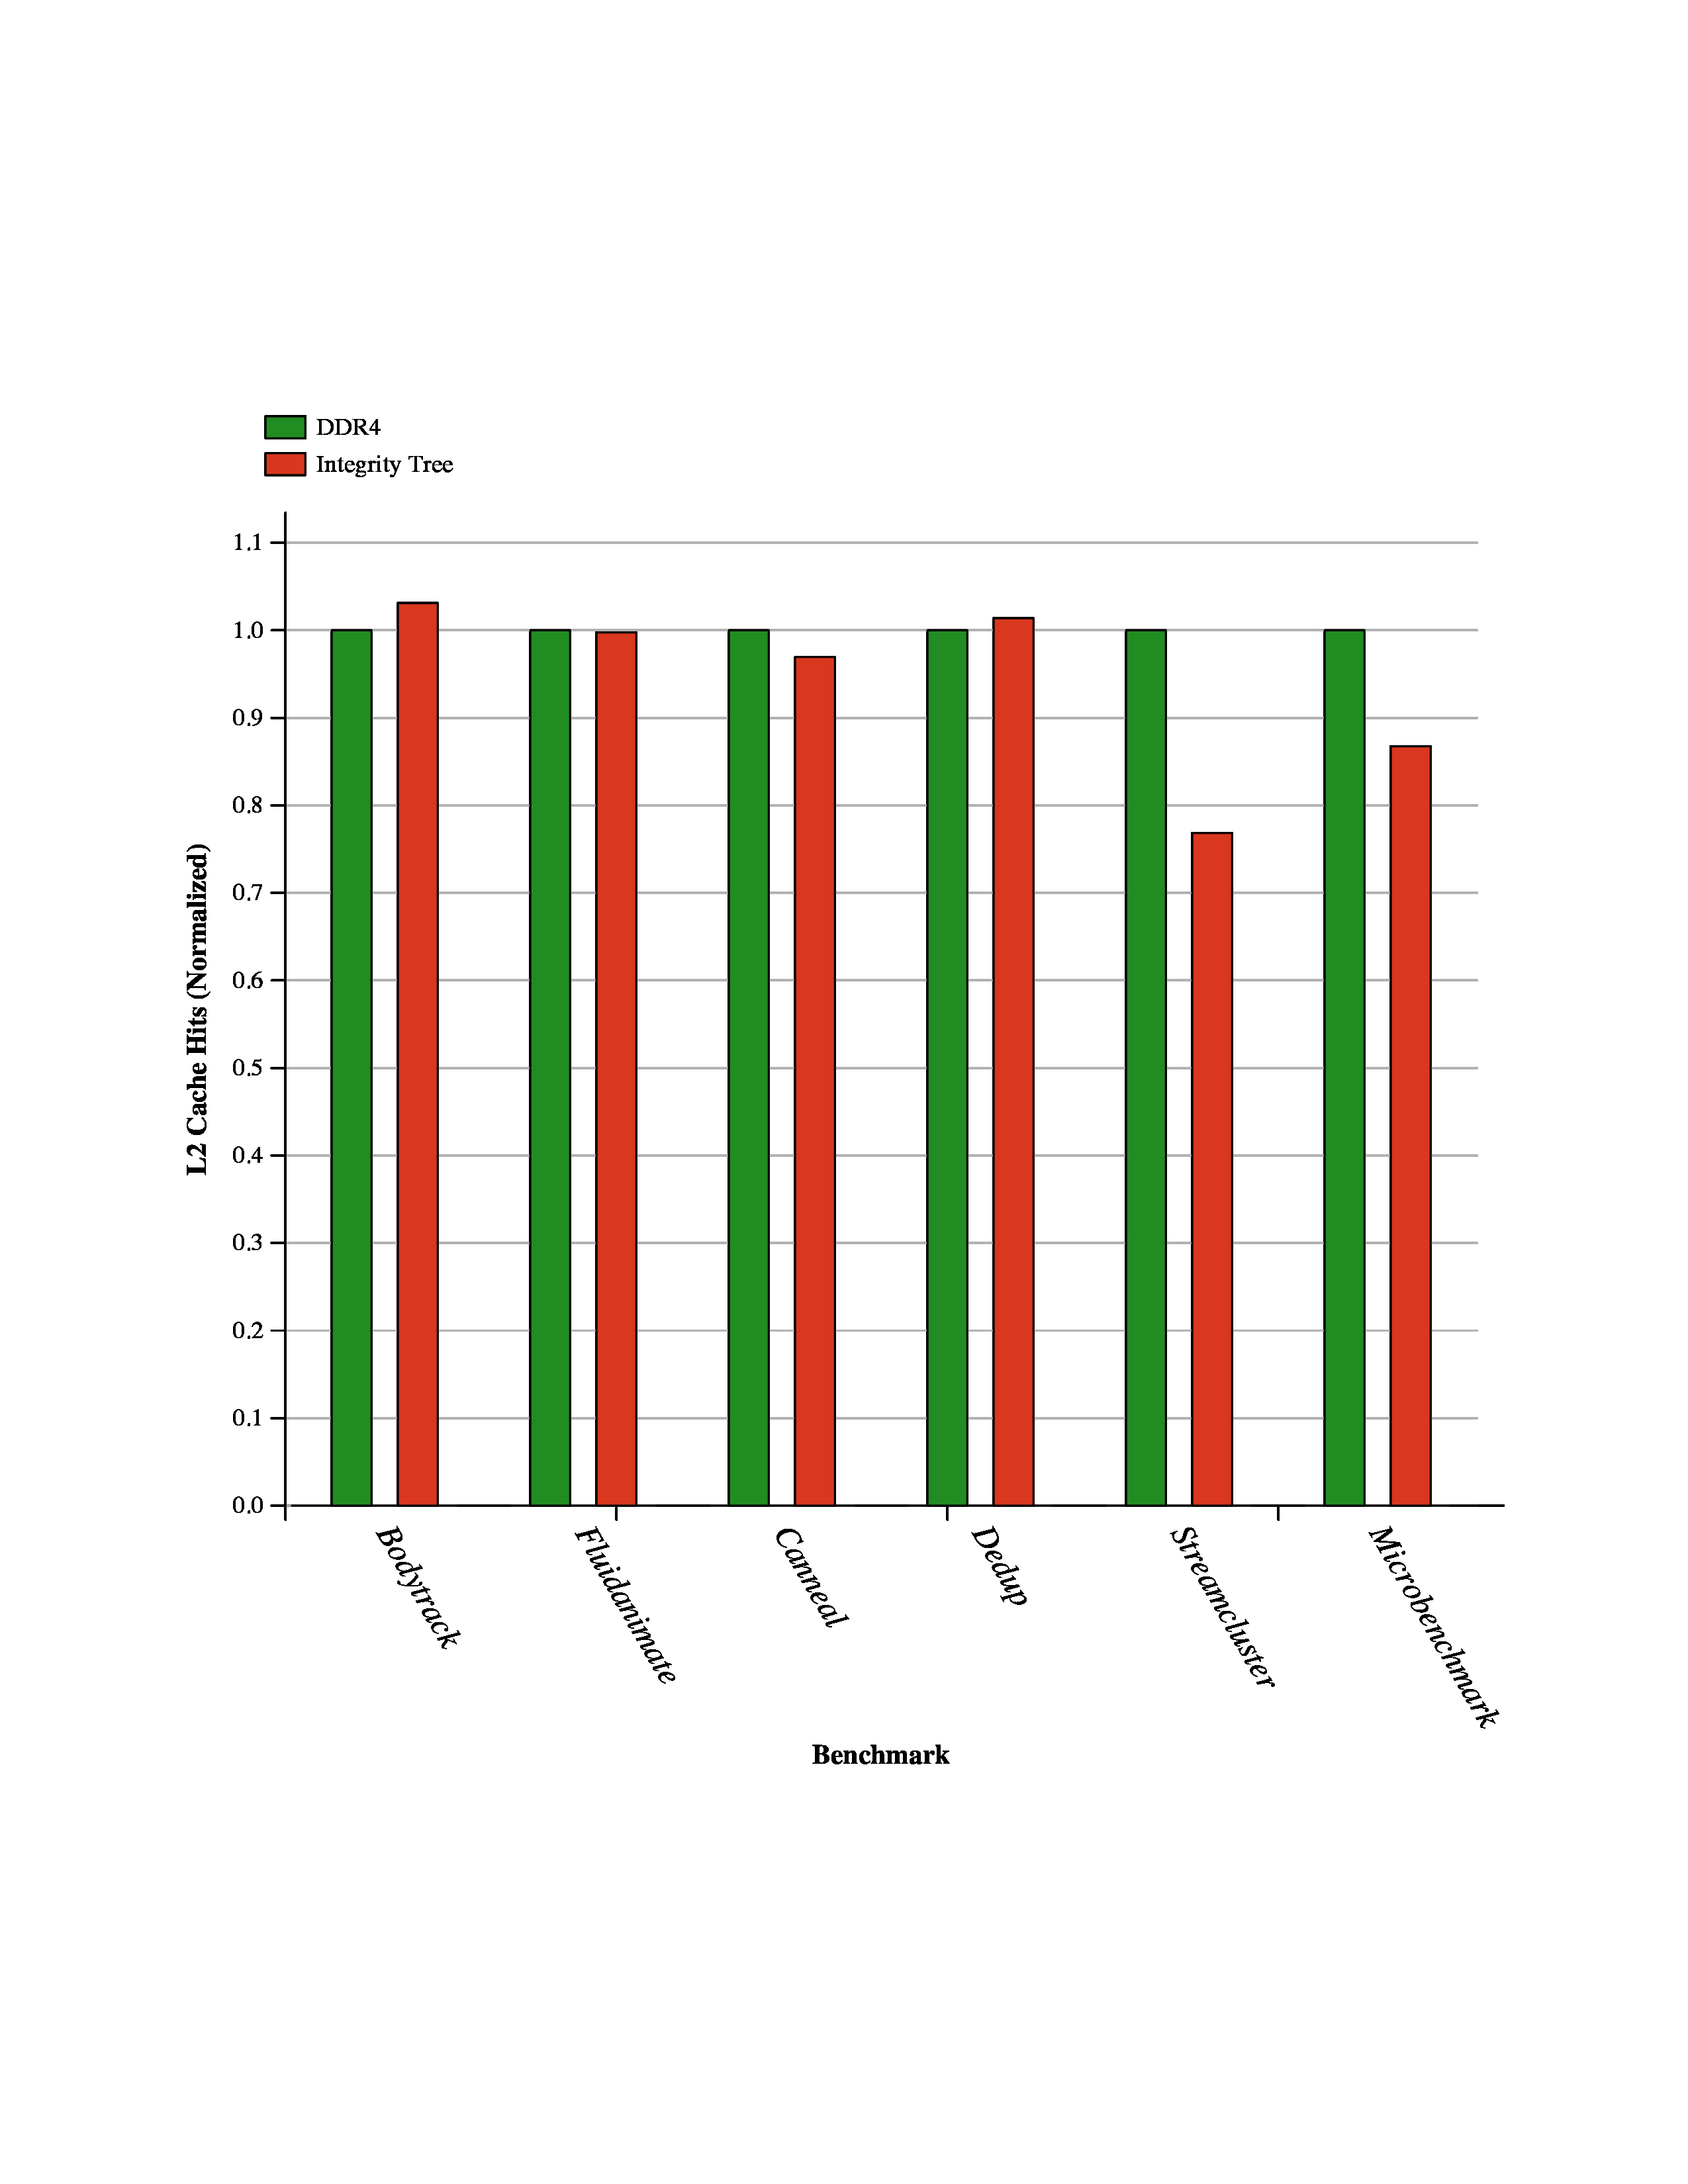 DDR4
Integrity Tree
1.1
1.0
0.9
0.8
0.7
0.6
0.5
0.4
0.3
0.2
0.1
0.0
L2 Cache Hits (Normalized)
Bodytrack
Fluidanimate
Canneal
Dedup
Streamcluster
Microbenchmark
Benchmark